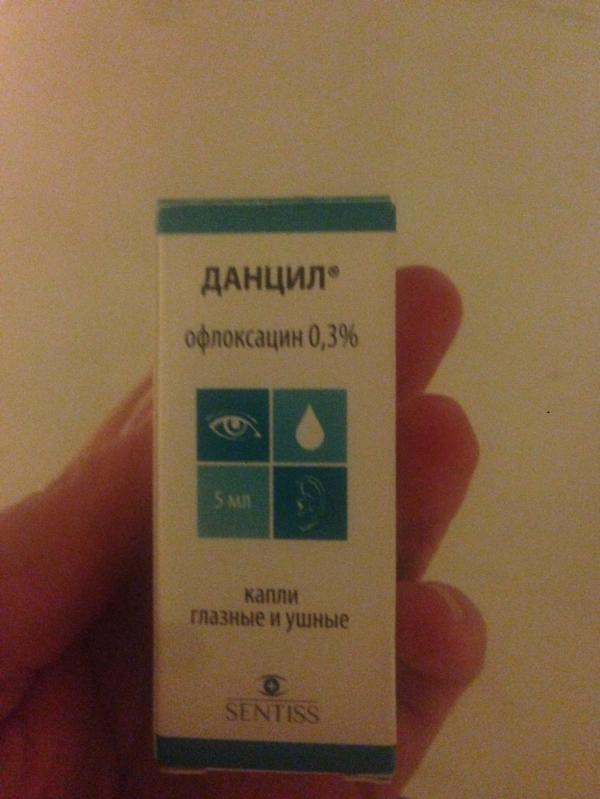 ДАНЦИЛ®
офлоксацин 0,3%
5 мл
капли
глазные и ушные
SENTISS